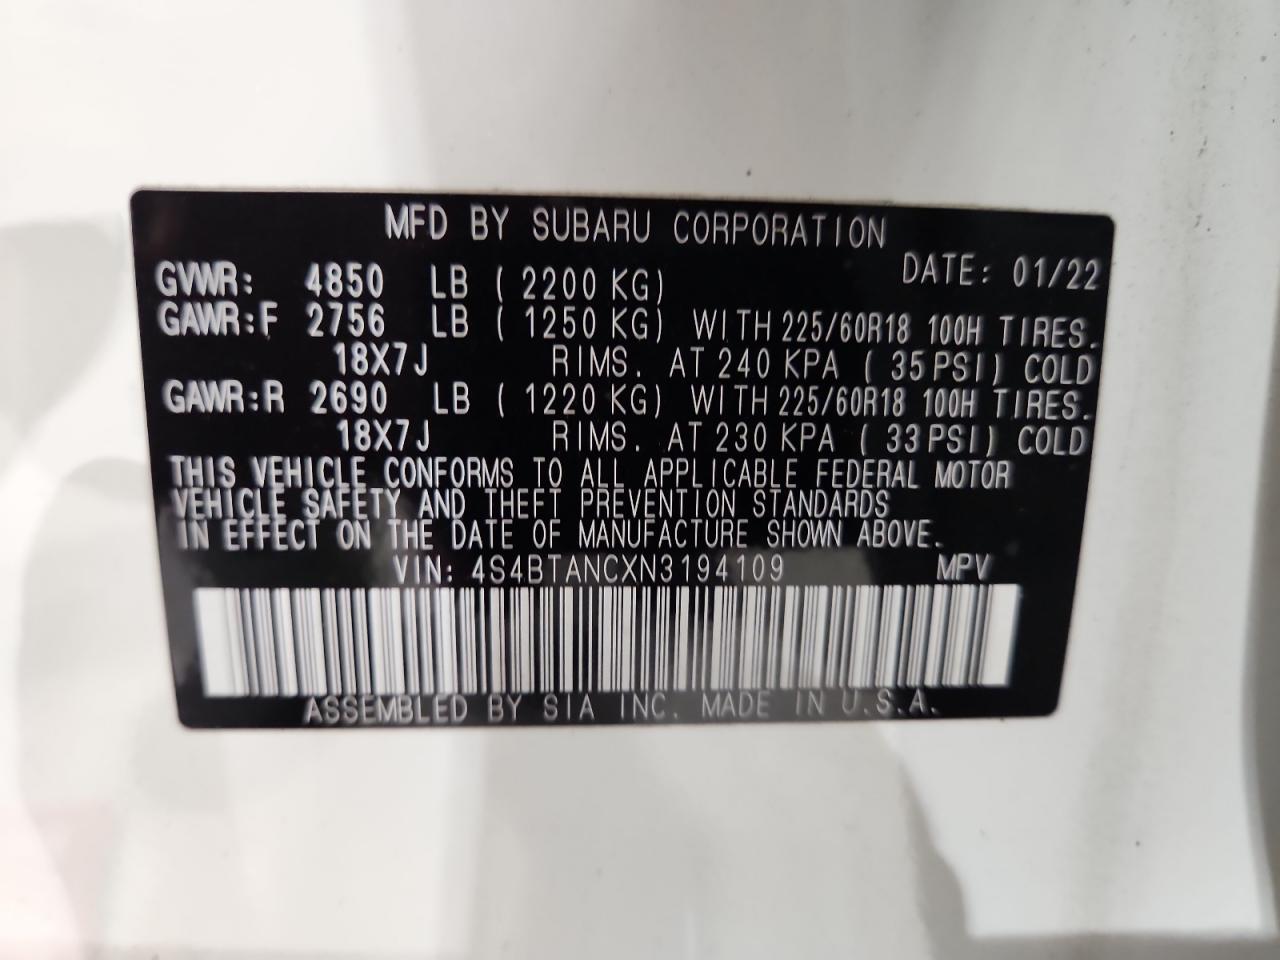 MFD BY SUBARU CORPORATION
GVWR: 4850 LB ( 2200 KG) DATE: 01/22
GAWR:F 2756 LB ( 1250 KG) WITH 225/60R18 100H TIRES.
18X7J RIMS. AT 240 KPA ( 35 PSI) COLD
GAWR:R 2690 LB ( 1220 KG) WITH 225/60R18 100H TIRES.
18X7J RIMS. AT 230 KPA ( 33 PSI) COLD
THIS VEHICLE CONFORMS TO ALL APPLICABLE FEDERAL MOTOR
VEHICLE SAFETY AND THEFT PREVENTION STANDARDS
IN EFFECT ON THE DATE OF MANUFACTURE SHOWN ABOVE.
VIN: 4S4BTANCXN3194109 MPV
ASSEMBLED BY SIA INC. MADE IN U.S.A.